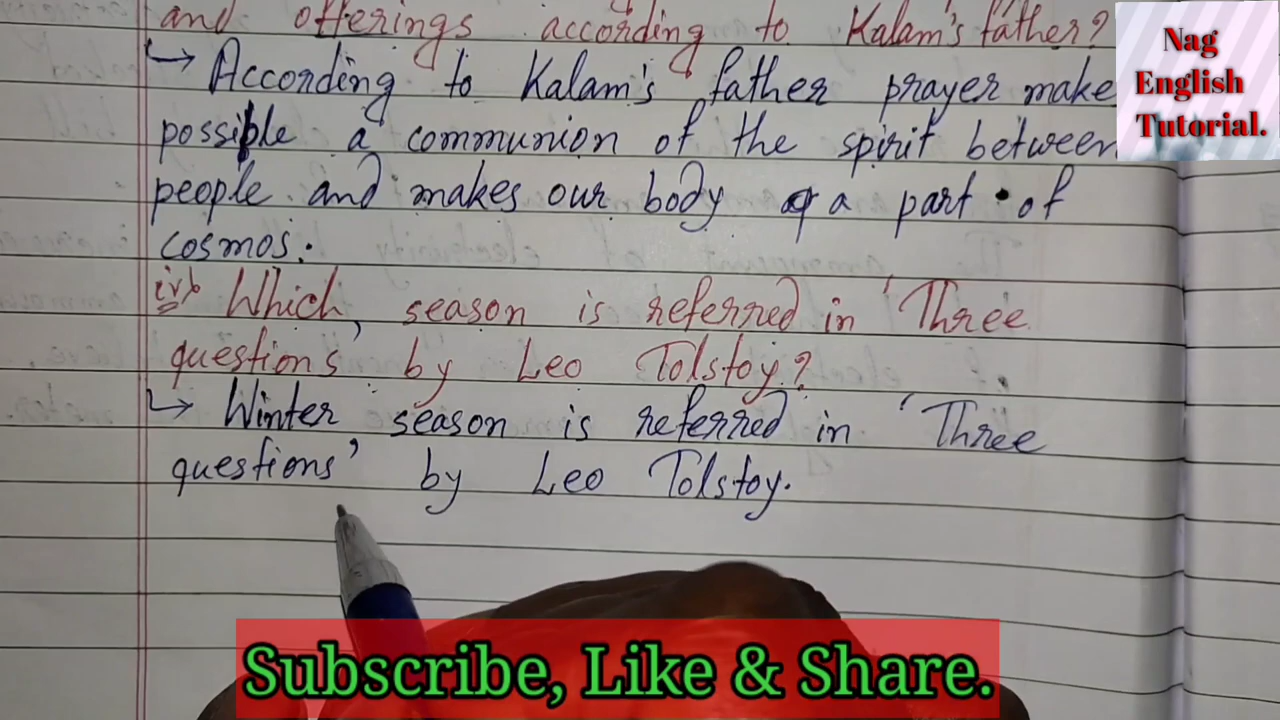 and offerings according to Kalam's father?
↳ According to Kalam's father prayer make
possible a communion of the spirit between
people and makes our body a part of
cosmos.
iv) Which season is referred in 'Three
questions' by Leo Tolstoy?
↳ Winter season is referred in 'Three
questions' by Leo Tolstoy.
Nag
English
Tutorial.
Subscribe, Like & Share.